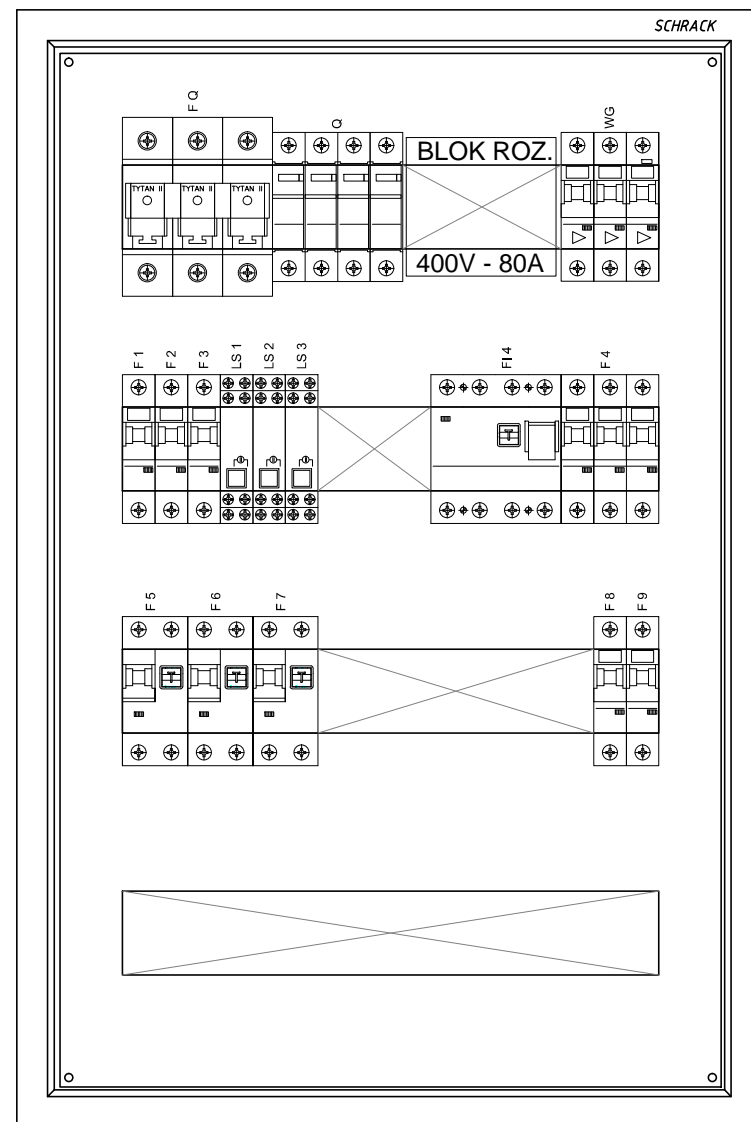 SCHRACK
F Q
Q
WG
BLOK ROZ.
TYTAN II TYTAN II TYTAN II
400V - 80A
F 1 F 2 F 3 LS 1 LS 2 LS 3 FI 4 F 4
F 5 F 6 F 7 F 8 F 9